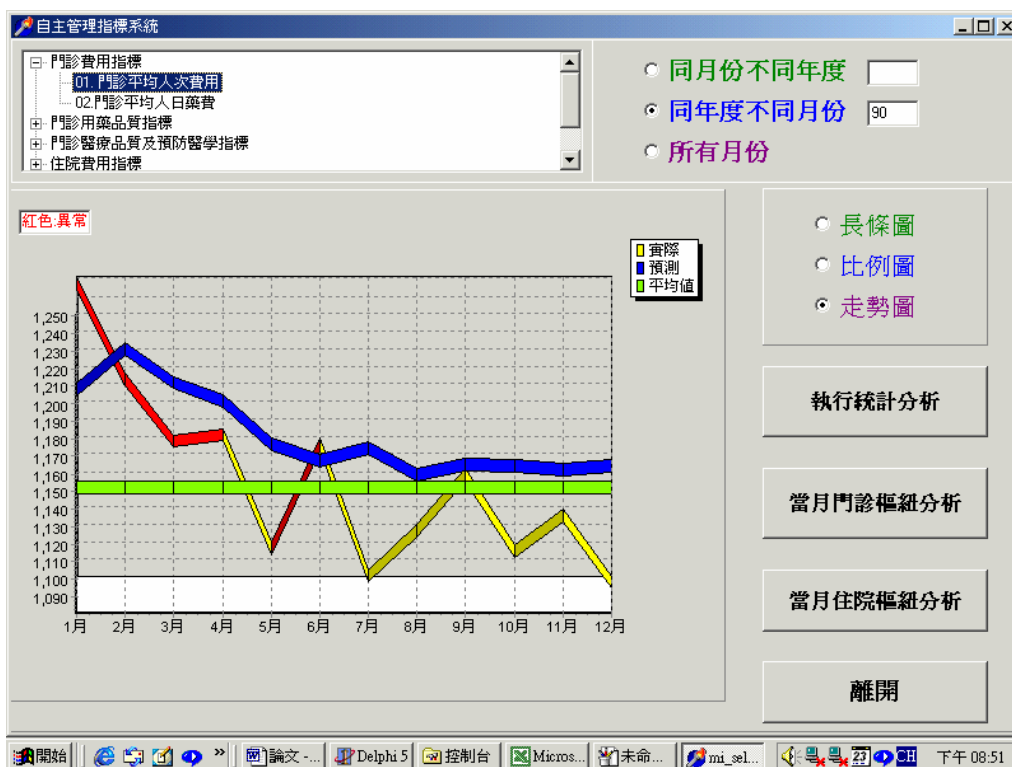 自主管理指標系統
門診費用指標
01.門診平均人次費用
02.門診平均人日藥費
門診用藥品質指標
門診醫療品質及預防醫學指標
住院費用指標
同月份不同年度
同年度不同月份 90
所有月份
紅色:異常
實際
預測
平均值
長條圖
比例圖
走勢圖
1,250
1,240
1,230
1,220
1,210
1,200
1,190
1,180
1,170
1,160
1,150
1,140
1,130
1,120
1,110
1,100
1,090
1月 2月 3月 4月 5月 6月 7月 8月 9月 10月 11月 12月
執行統計分析
當月門診樞紐分析
當月住院樞紐分析
離開
開始 » 論文 -... Delphi 5 控制台 Micros... 未命... mi_sel... 23 CH 下午 08:51